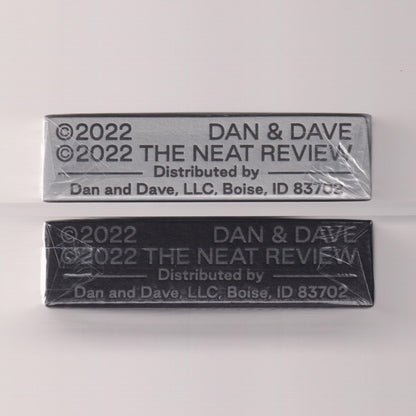 ©2022 DAN & DAVE
©2022 THE NEAT REVIEW
Distributed by
Dan and Dave, LLC, Boise, ID 83702
©2022 DAN & DAVE
©2022 THE NEAT REVIEW
Distributed by
Dan and Dave, LLC, Boise, ID 83702